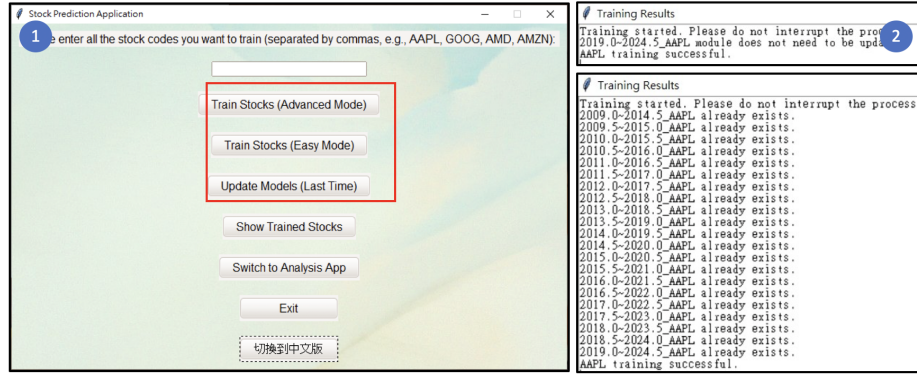 Stock Prediction Application
1
e enter all the stock codes you want to train (separated by commas, e.g., AAPL, GOOG, AMD, AMZN):
Train Stocks (Advanced Mode)
Train Stocks (Easy Mode)
Update Models (Last Time)
Show Trained Stocks
Switch to Analysis App
Exit
切換到中文版
Training Results
2
Training started. Please do not interrupt the proc
2019.0~2024.5_AAPL module does not need to be upda
AAPL training successful.
Training Results
Training started. Please do not interrupt the process
2009.0~2014.5_AAPL already exists.
2009.5~2015.0_AAPL already exists.
2010.0~2015.5_AAPL already exists.
2010.5~2016.0_AAPL already exists.
2011.0~2016.5_AAPL already exists.
2011.5~2017.0_AAPL already exists.
2012.0~2017.5_AAPL already exists.
2012.5~2018.0_AAPL already exists.
2013.0~2018.5_AAPL already exists.
2013.5~2019.0_AAPL already exists.
2014.0~2019.5_AAPL already exists.
2014.5~2020.0_AAPL already exists.
2015.0~2020.5_AAPL already exists.
2015.5~2021.0_AAPL already exists.
2016.0~2021.5_AAPL already exists.
2016.5~2022.0_AAPL already exists.
2017.0~2022.5_AAPL already exists.
2017.5~2023.0_AAPL already exists.
2018.0~2023.5_AAPL already exists.
2018.5~2024.0_AAPL already exists.
2019.0~2024.5_AAPL already exists.
AAPL training successful.